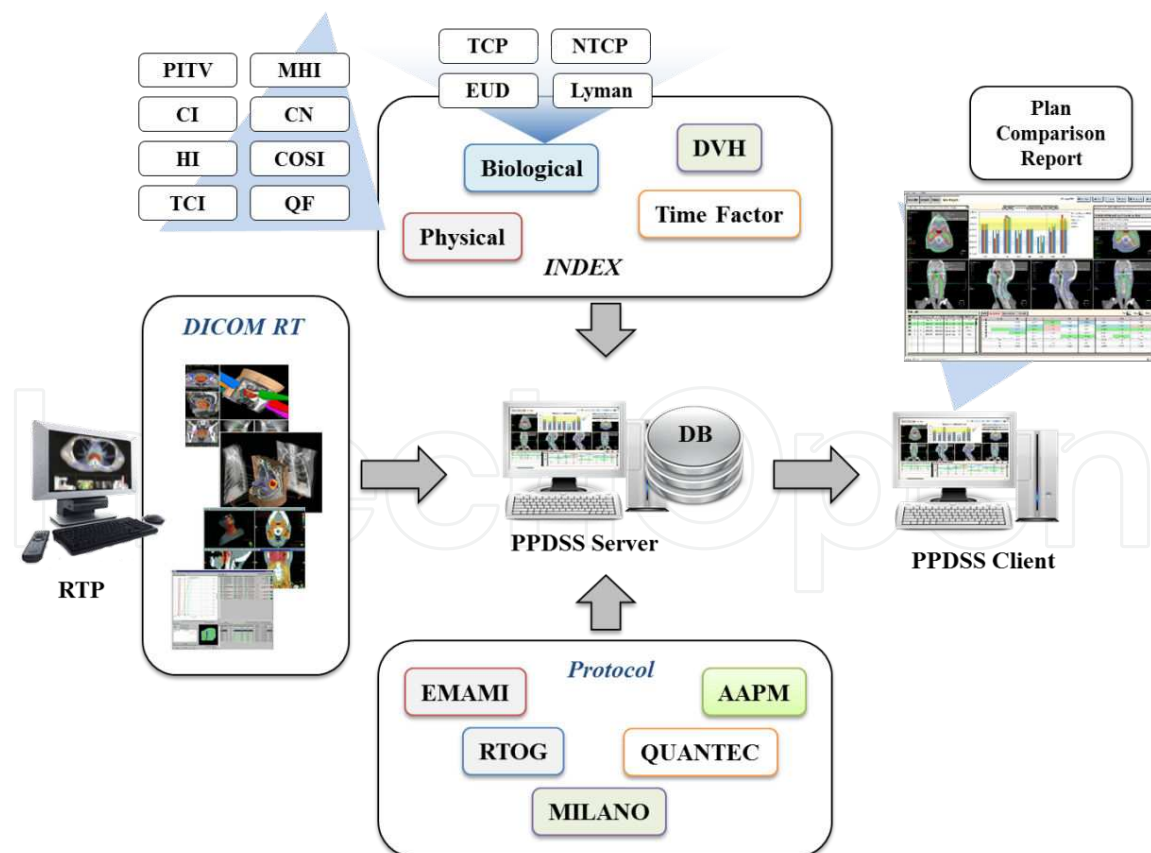 TCP NTCP
EUD Lyman
PITV MHI
CI CN
HI COSI
TCI QF
Biological
DVH
Physical
Time Factor
INDEX
Plan
Comparison
Report
DICOM RT
RTP
DB
PPDSS Server
PPDSS Client
Protocol
EMAMI
AAPM
RTOG
QUANTEC
MILANO
InTechOpen